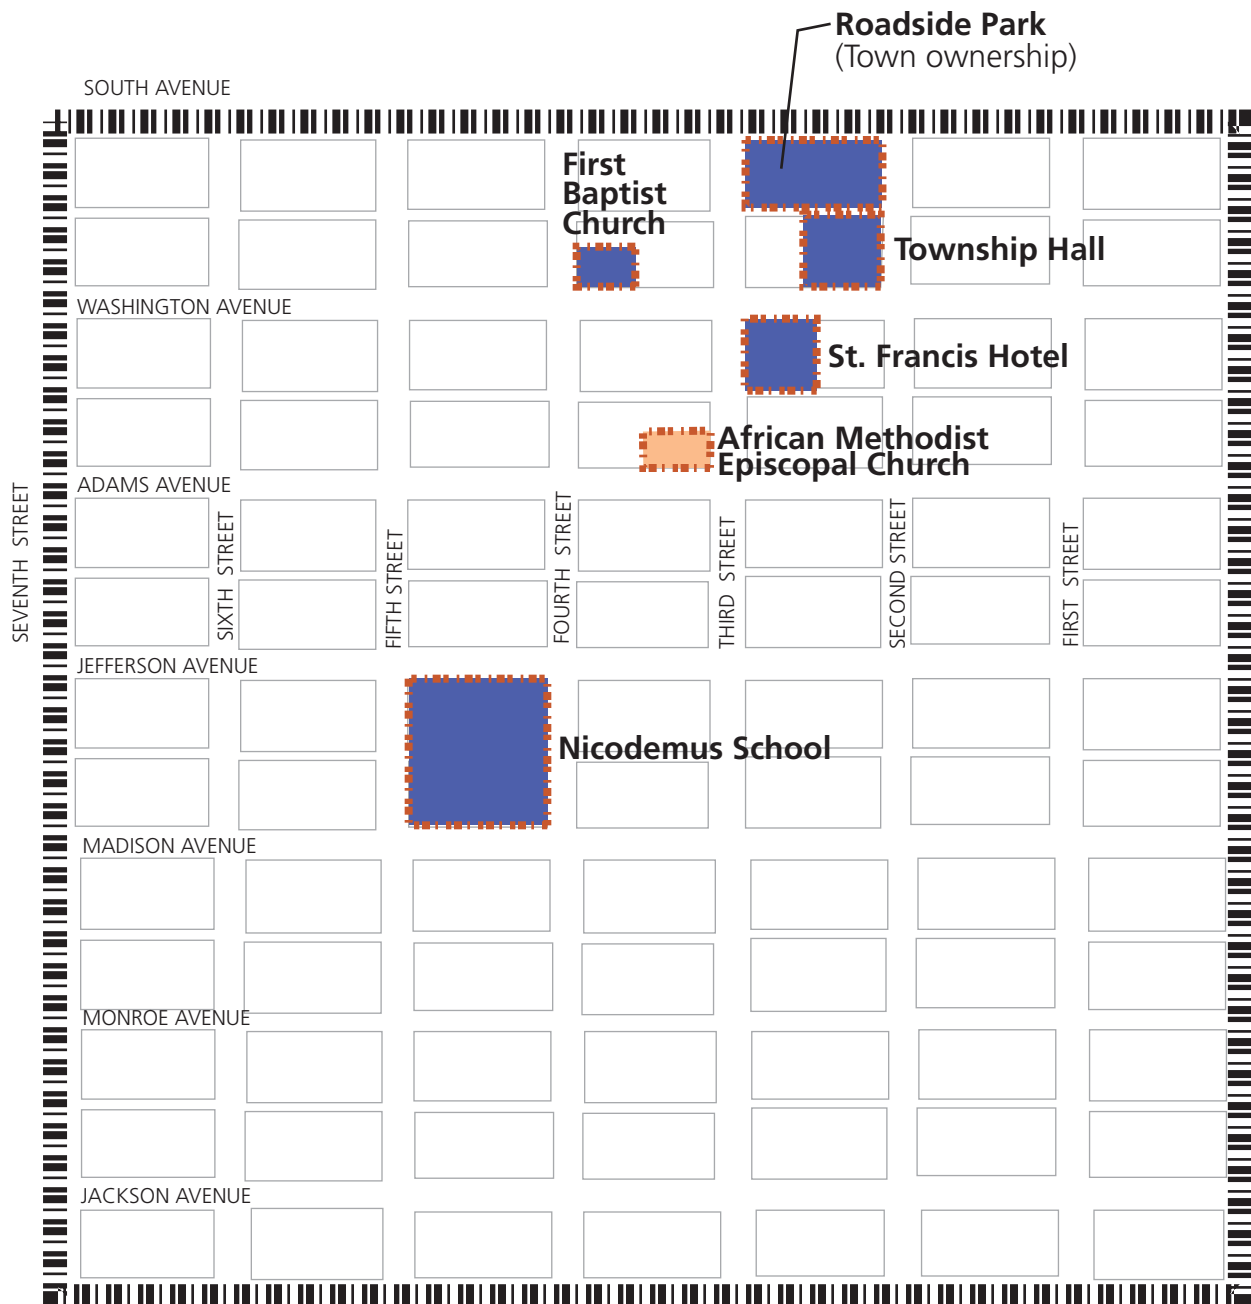 Roadside Park
(Town ownership)
SOUTH AVENUE
First
Baptist
Church
Township Hall
WASHINGTON AVENUE
St. Francis Hotel
African Methodist
Episcopal Church
ADAMS AVENUE
SEVENTH STREET
SIXTH STREET
FIFTH STREET
FOURTH STREET
THIRD STREET
SECOND STREET
FIRST STREET
JEFFERSON AVENUE
Nicodemus School
MADISON AVENUE
MONROE AVENUE
JACKSON AVENUE